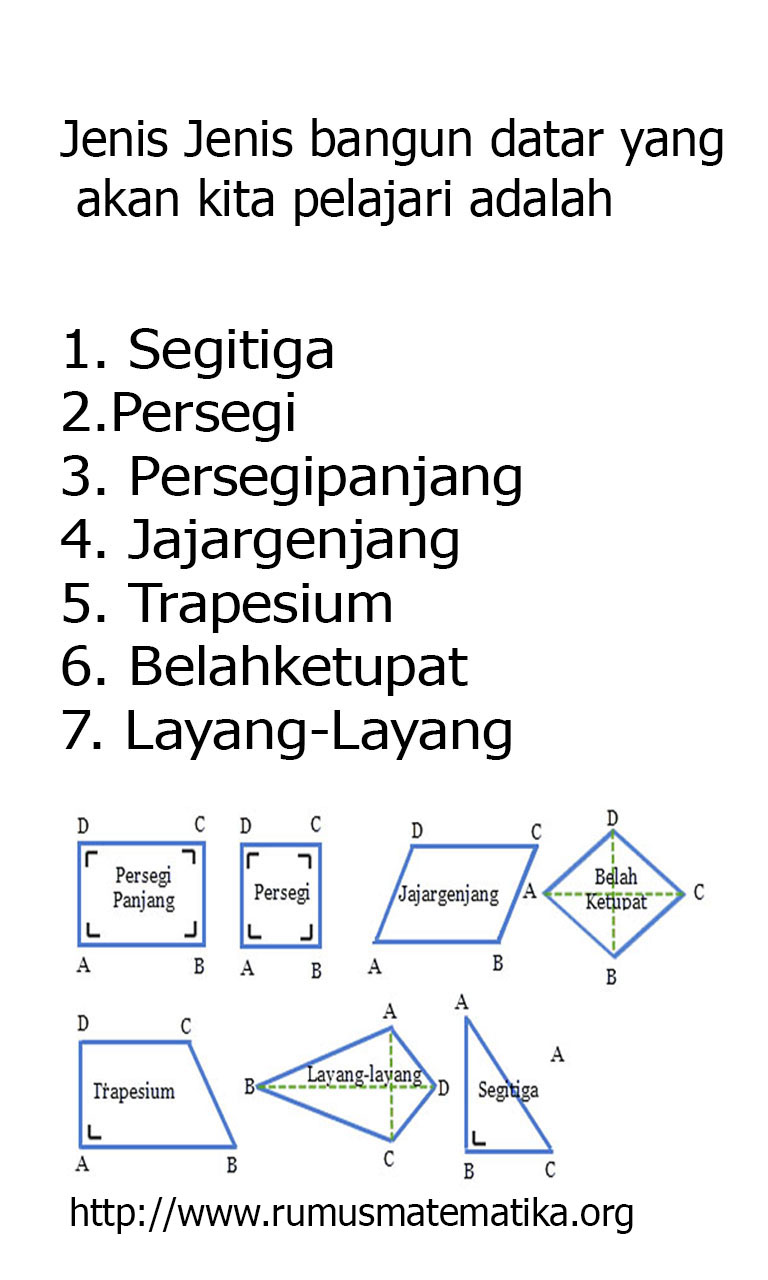 Jenis Jenis bangun datar yang
akan kita pelajari adalah
1. Segitiga
2.Persegi
3. Persegipanjang
4. Jajargenjang
5. Trapesium
6. Belahketupat
7. Layang-Layang
D C
Persegi
Panjang
A B
D C
Persegi
A B
D C
Jajargenjang
A B
D
A Belah C
Ketupat
B
D C
Trapesium
A B
A
Layang-layang
B D
C
A
A
Segitiga
B C
http://www.rumusmatematika.org